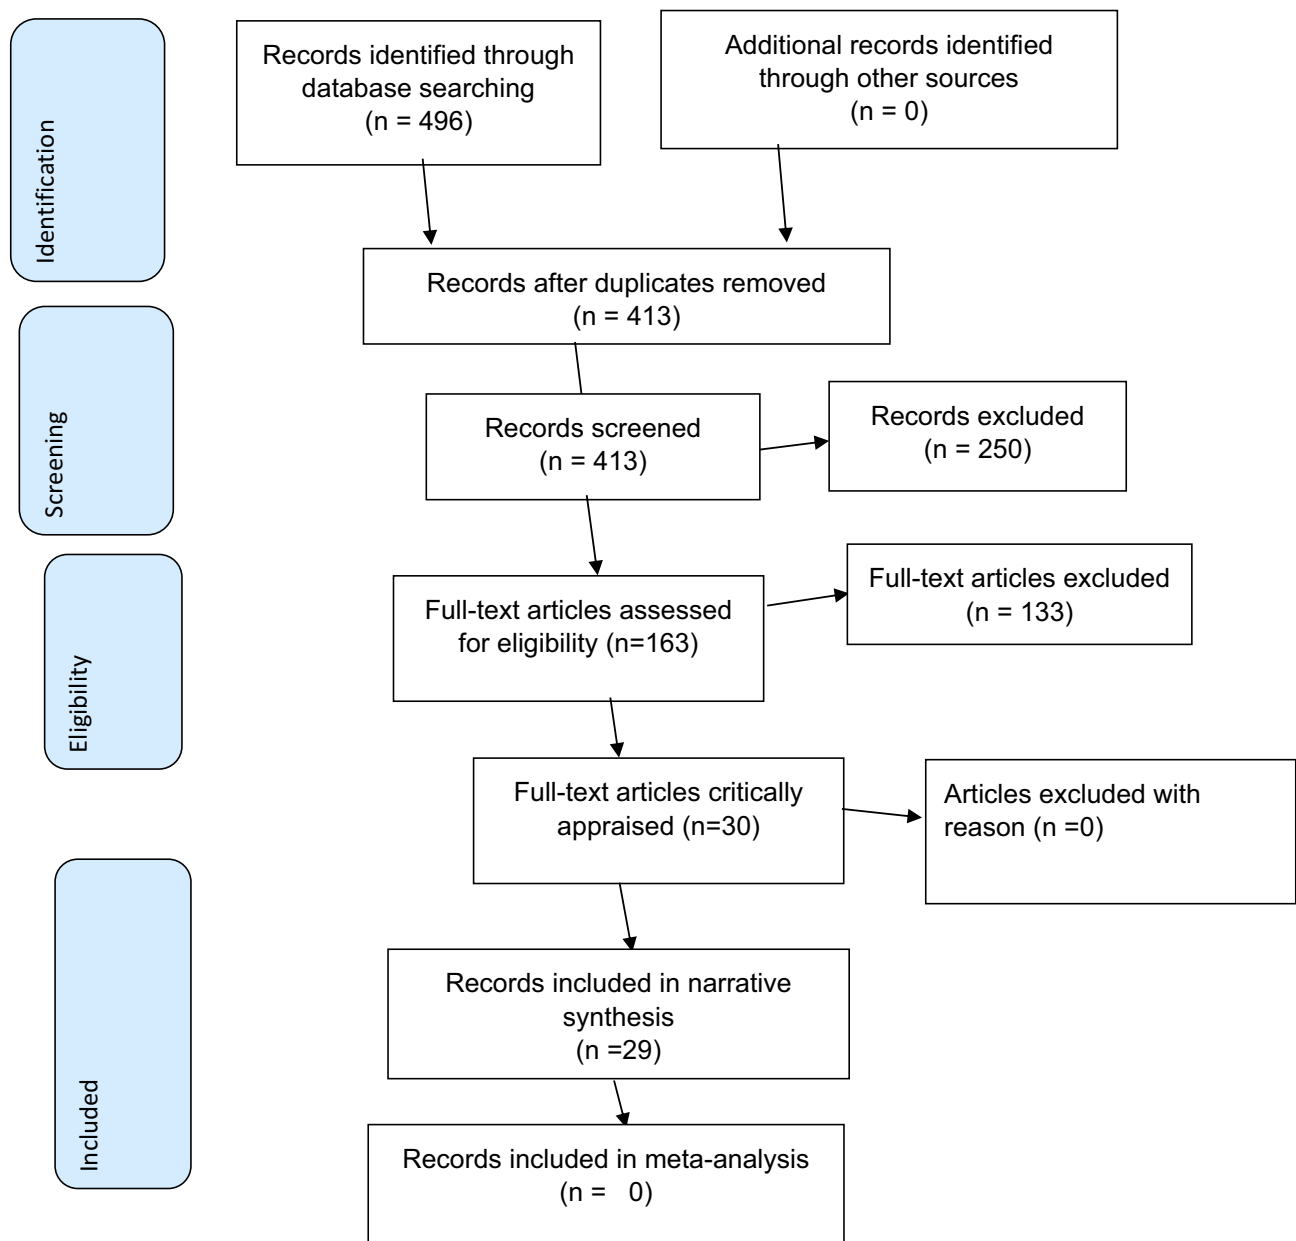 Identification
Records identified through
database searching
(n = 496)
Additional records identified
through other sources
(n = 0)
Records after duplicates removed
(n = 413)
Screening
Records screened
(n = 413)
Records excluded
(n = 250)
Eligibility
Full-text articles assessed
for eligibility (n=163)
Full-text articles excluded
(n = 133)
Full-text articles critically
appraised (n=30)
Articles excluded with
reason (n =0)
Included
Records included in narrative
synthesis
(n =29)
Records included in meta-analysis
(n =   0)